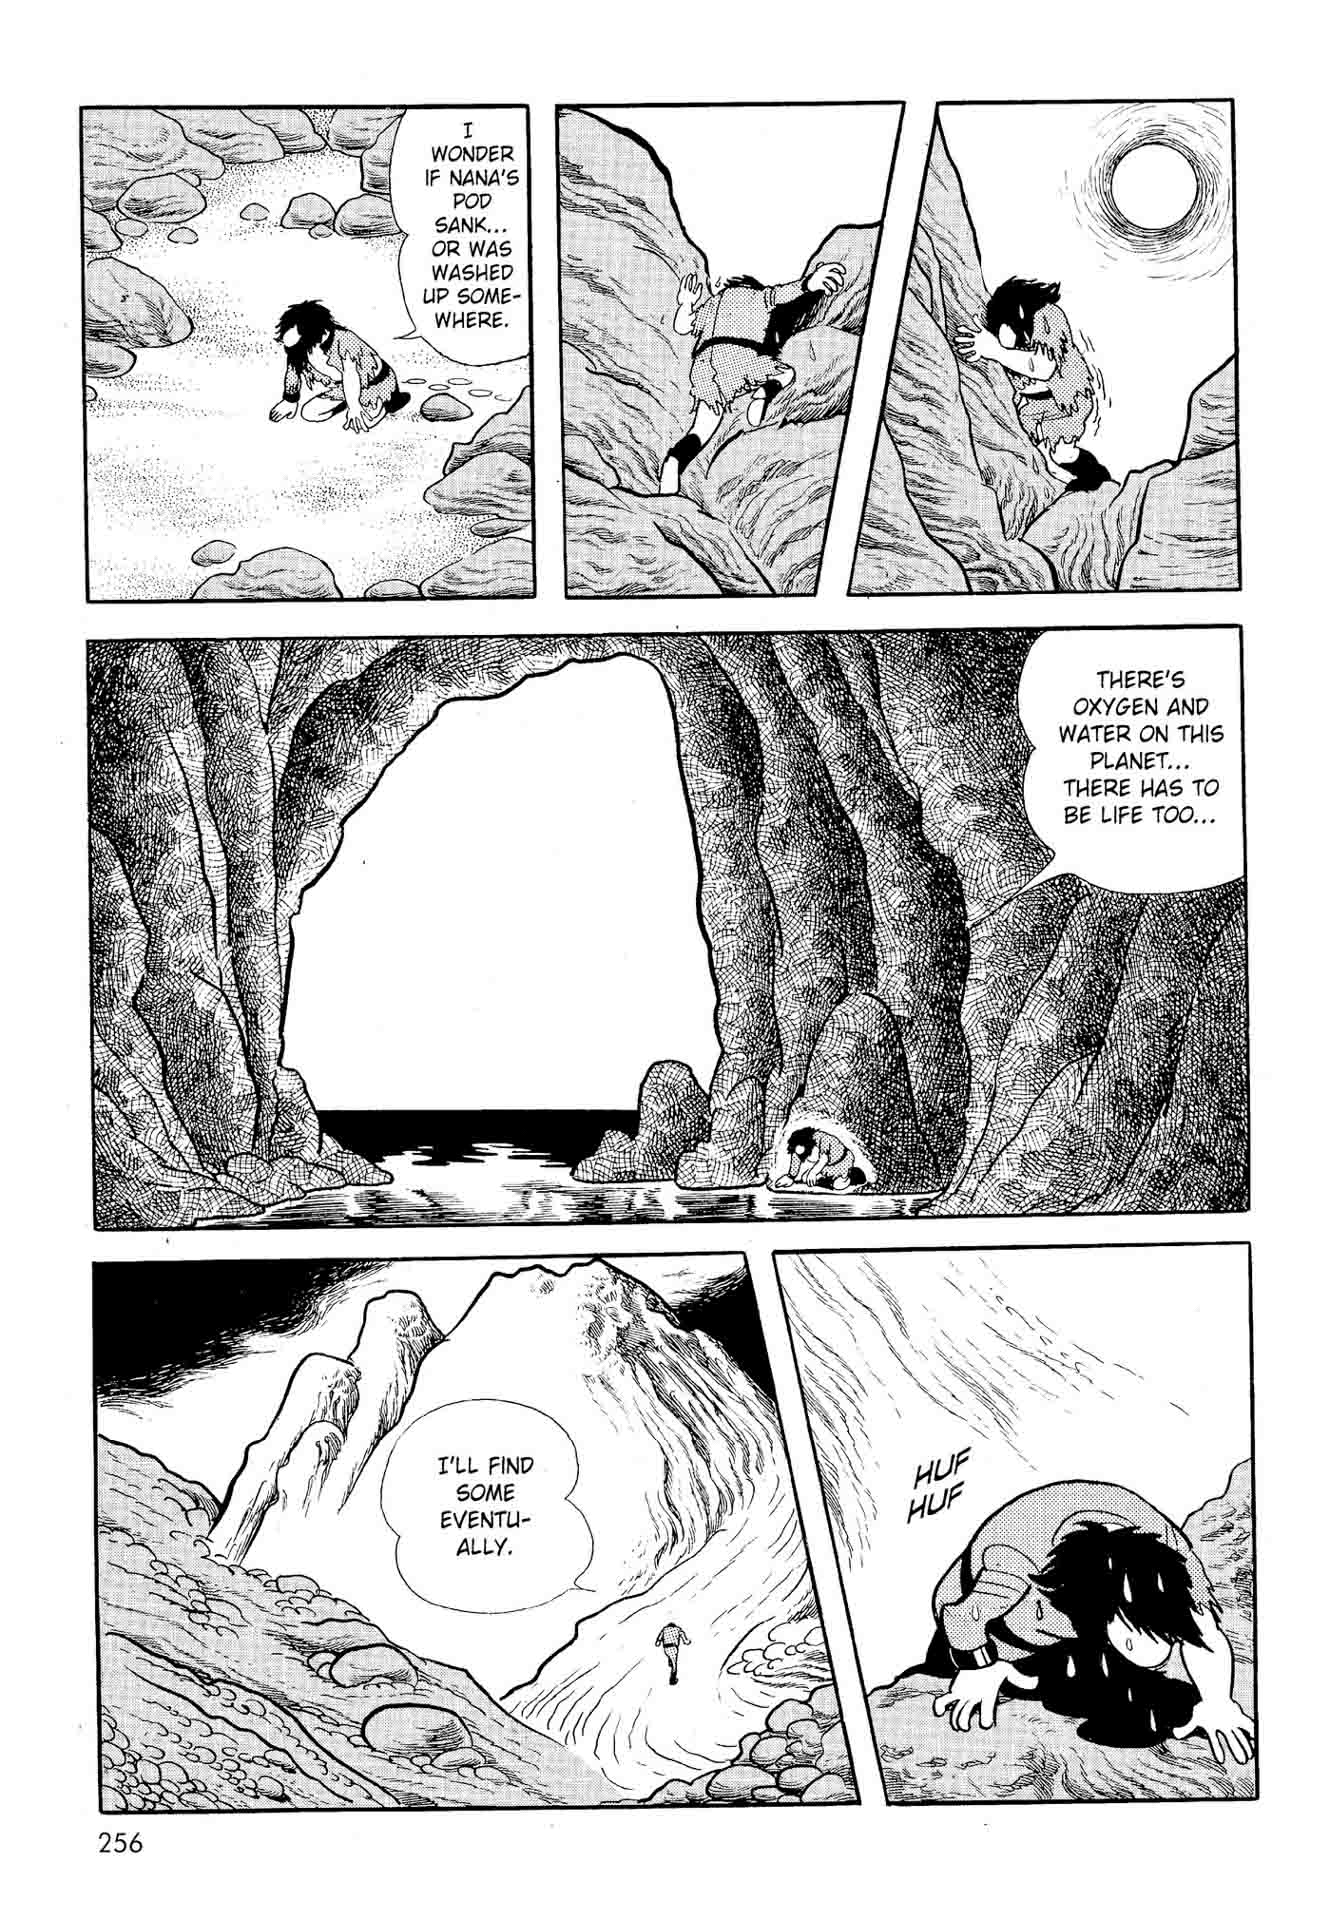 I
WONDER
IF NANA'S
POD
SANK...
OR WAS
WASHED
UP SOME-
WHERE.
THERE'S
OXYGEN AND
WATER ON THIS
PLANET...
THERE HAS TO
BE LIFE TOO...
I'LL FIND
SOME
EVENTU-
ALLY.
HUF
HUF
256